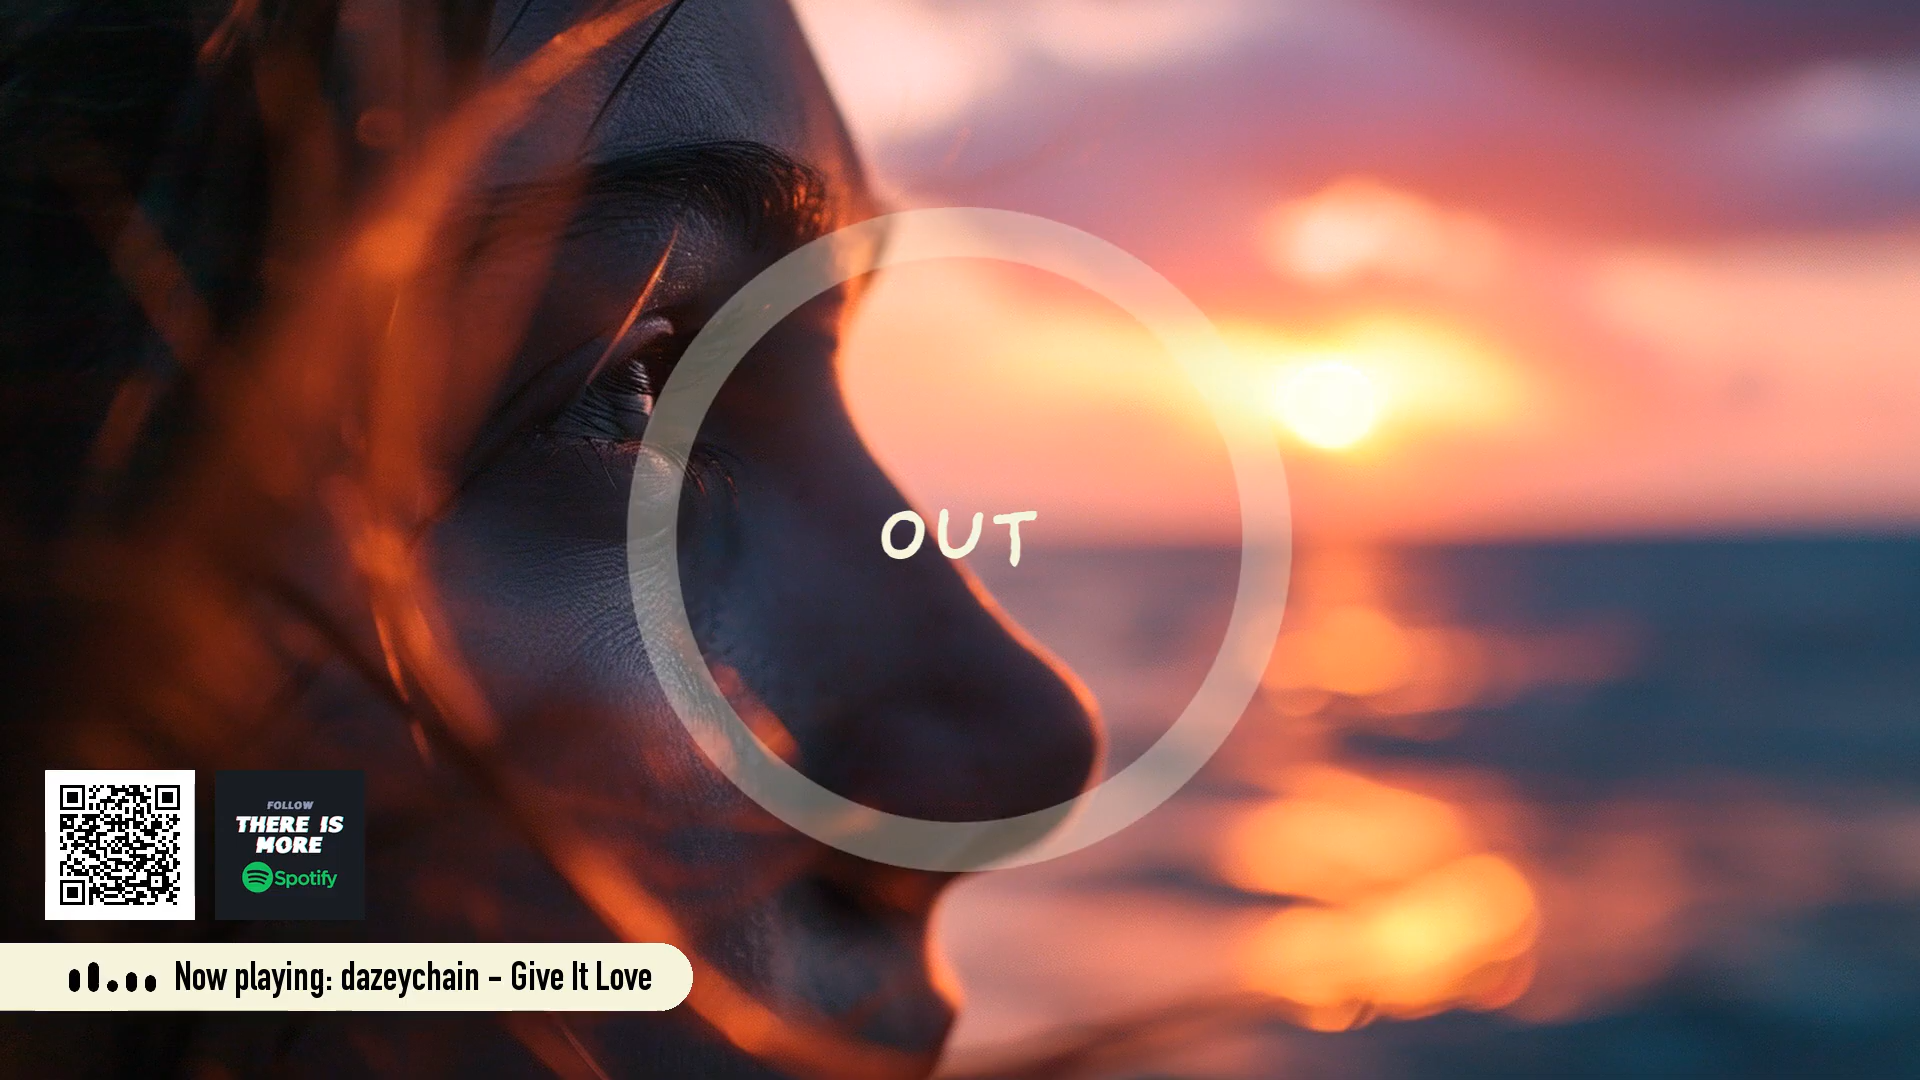 OUT
FOLLOW
THERE IS
MORE
Spotify
Now playing: dazeychain - Give It Love